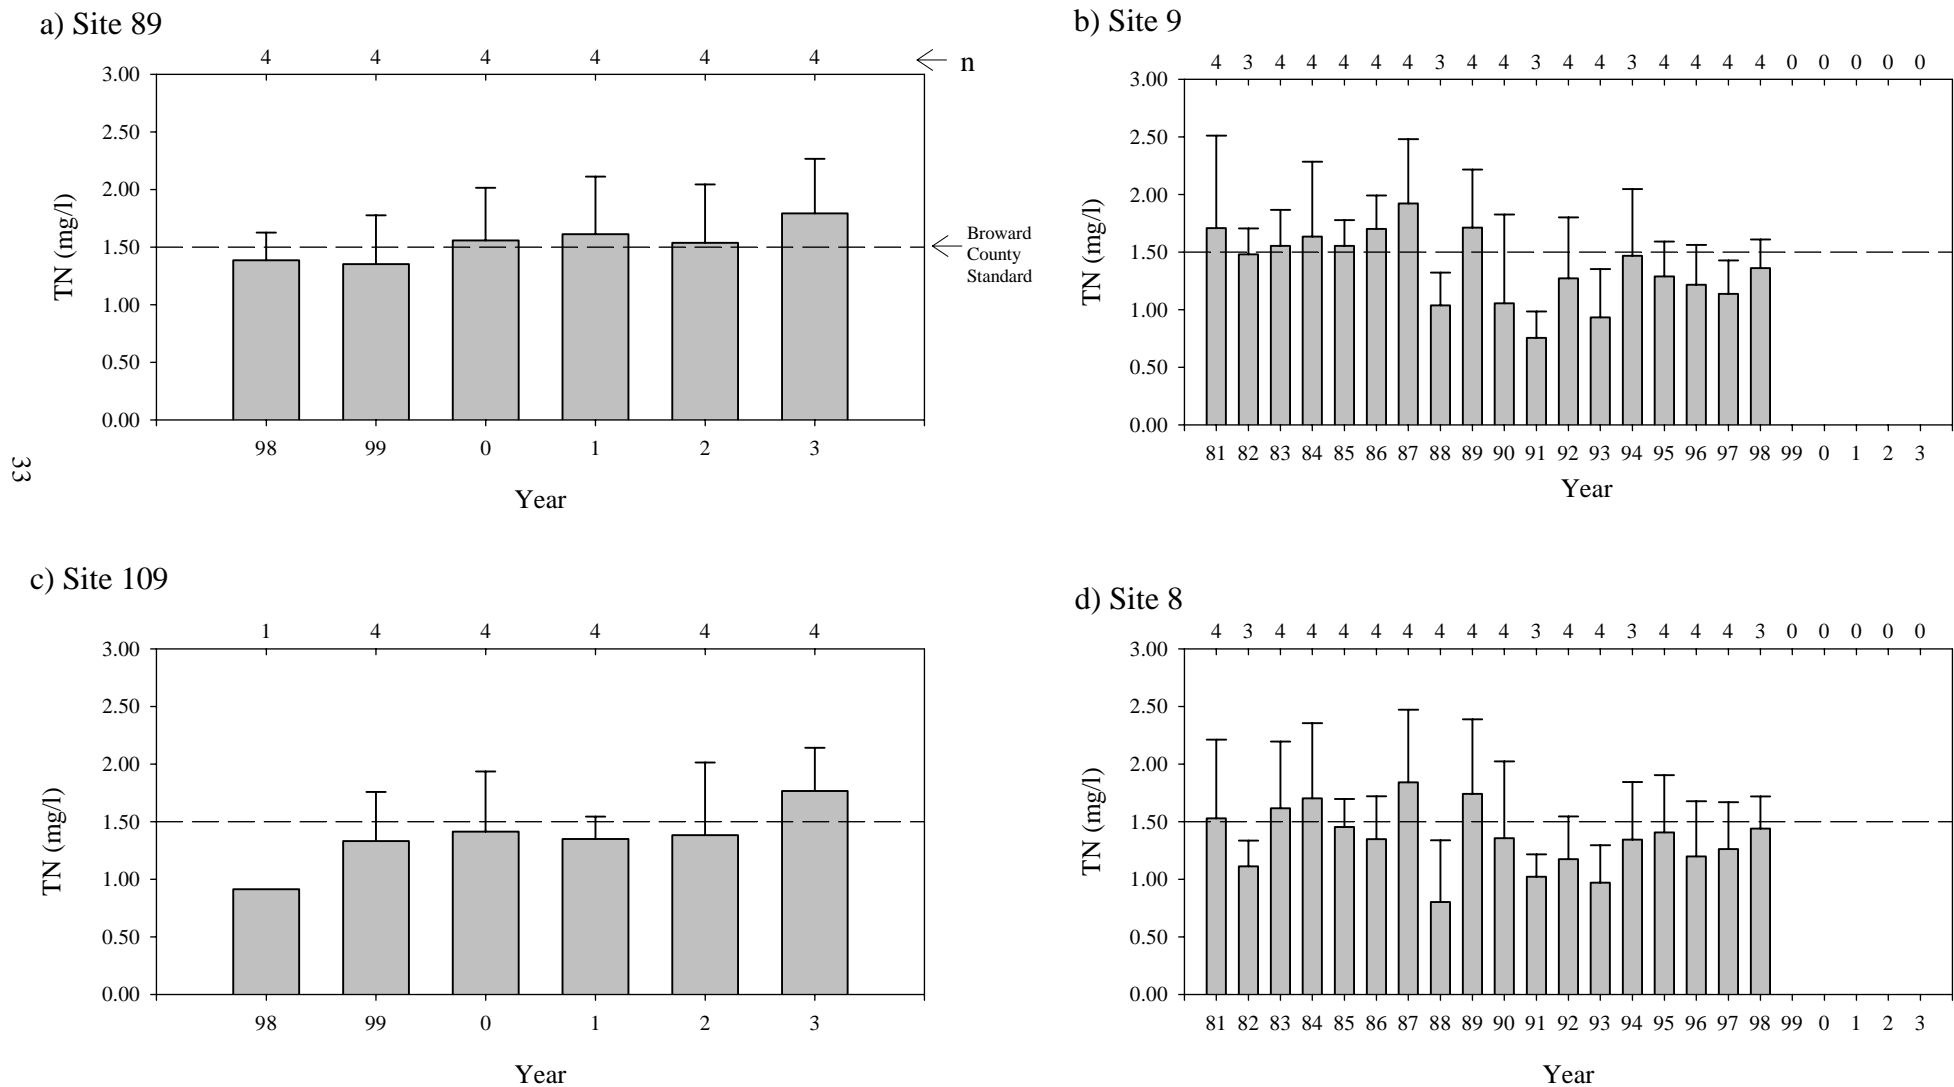 a) Site 89
4 4 4 4 4 4
n
3.00
2.50
2.00
1.50
1.00
0.50
0.00
TN (mg/l)
Broward
County
Standard
98 99 0 1 2 3
Year
b) Site 9
4 3 4 4 4 4 4 3 4 4 3 4 4 3 4 4 4 4 0 0 0 0 0
3.00
2.50
2.00
1.50
1.00
0.50
0.00
TN (mg/l)
81 82 83 84 85 86 87 88 89 90 91 92 93 94 95 96 97 98 99 0 1 2 3
Year
33
c) Site 109
1 4 4 4 4 4
3.00
2.50
2.00
1.50
1.00
0.50
0.00
TN (mg/l)
98 99 0 1 2 3
Year
d) Site 8
4 3 4 4 4 4 4 4 4 4 3 4 4 3 4 4 4 3 0 0 0 0 0
3.00
2.50
2.00
1.50
1.00
0.50
0.00
TN (mg/l)
81 82 83 84 85 86 87 88 89 90 91 92 93 94 95 96 97 98 99 0 1 2 3
Year